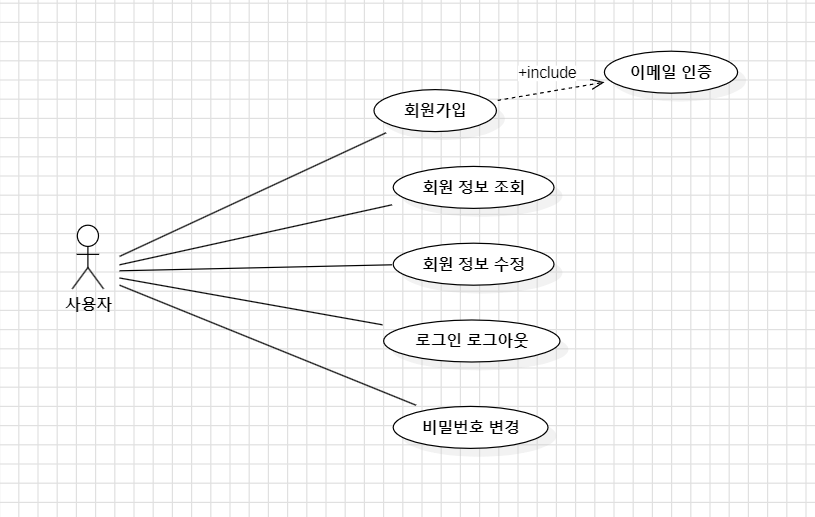 +include
이메일 인증
회원가입
회원 정보 조회
회원 정보 수정
사용자
로그인 로그아웃
비밀번호 변경